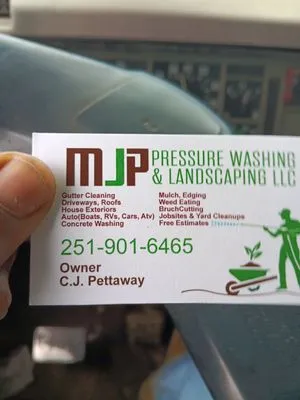 MJP PRESSURE WASHING
& LANDSCAPING LLC
Gutter Cleaning
Driveways, Roofs
House Exteriors
Auto(Boats, RVs, Cars, Atv)
Concrete Washing
Mulch, Edging
Weed Eating
BruchCutting
Jobsites & Yard Cleanups
Free Estimates
251-901-6465
Owner
C.J. Pettaway